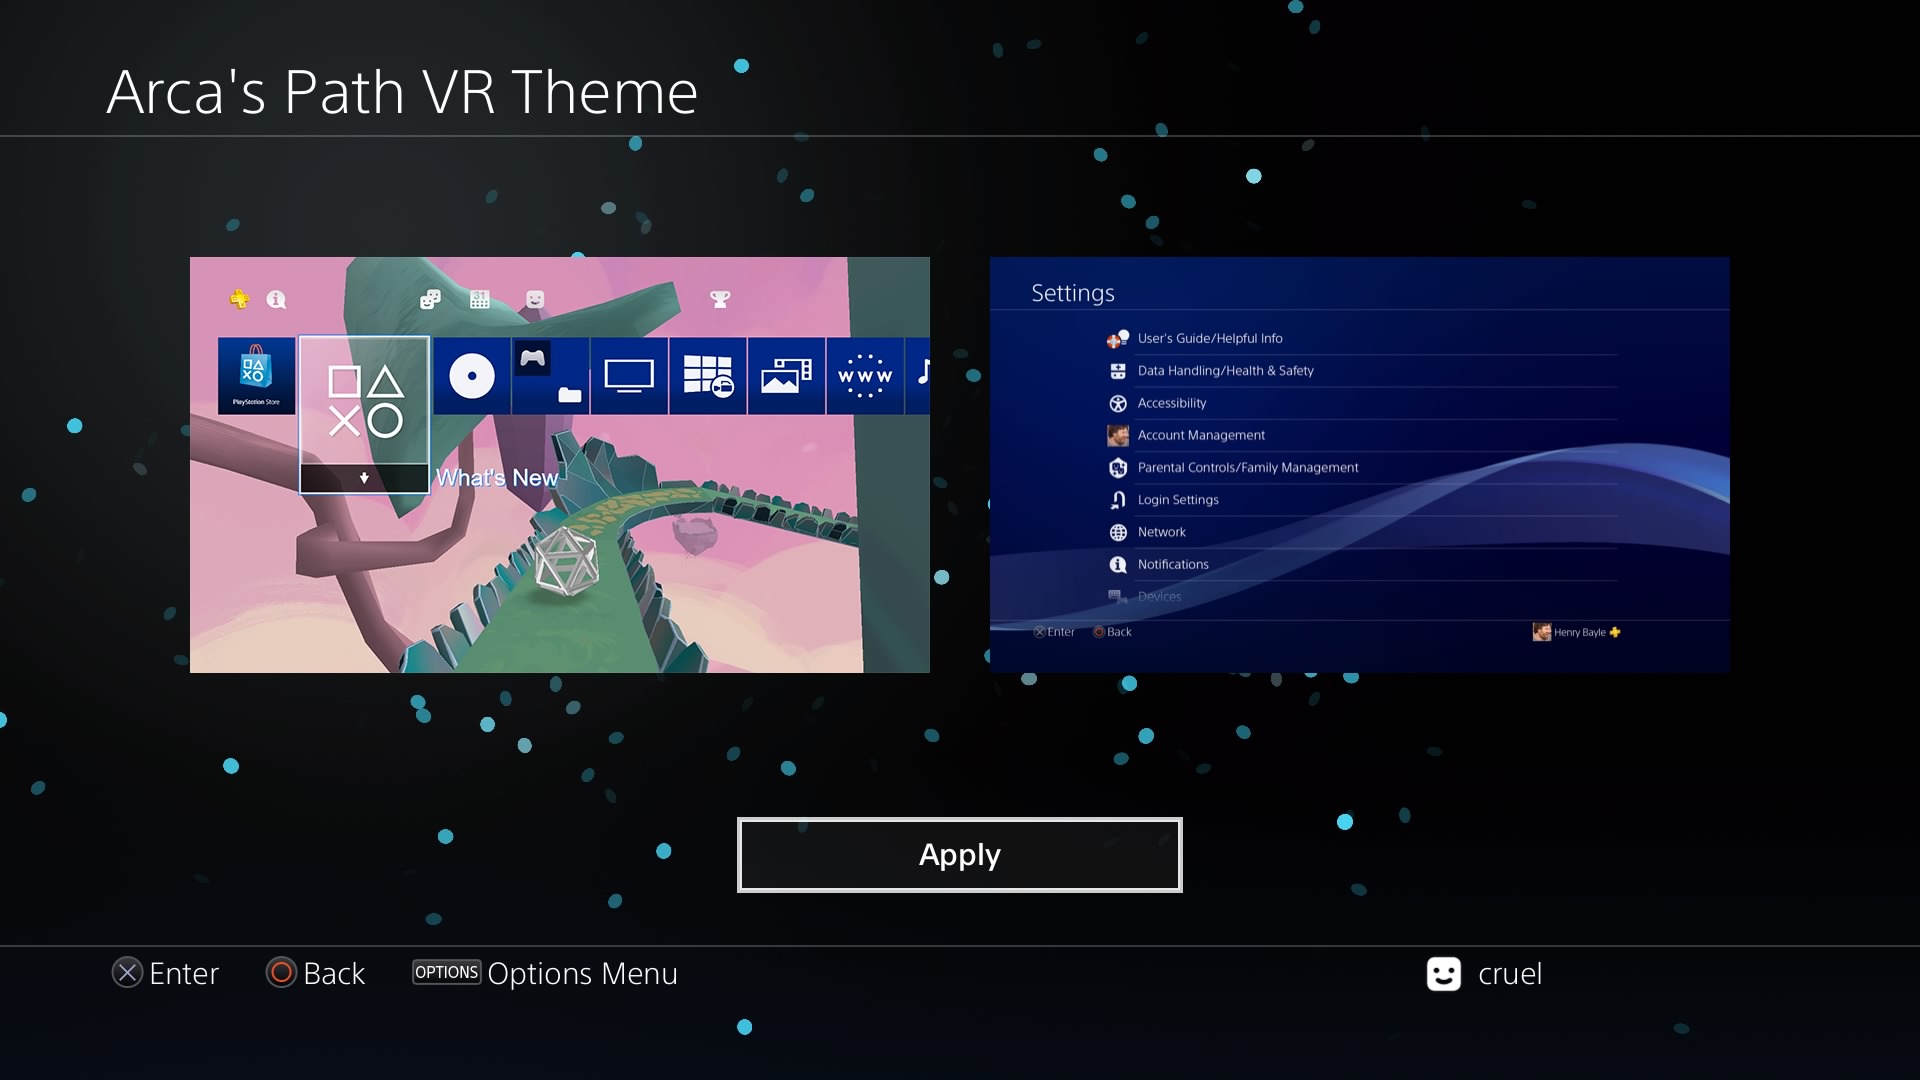 Arca's Path VR Theme
31
PlayStation Store
WWW
What's New
Settings
User's Guide/Helpful Info
Data Handling/Health & Safety
Accessibility
Account Management
Parental Controls/Family Management
Login Settings
Network
Notifications
Devices
Enter Back Henry Bayle
Apply
Enter Back OPTIONS Options Menu cruel